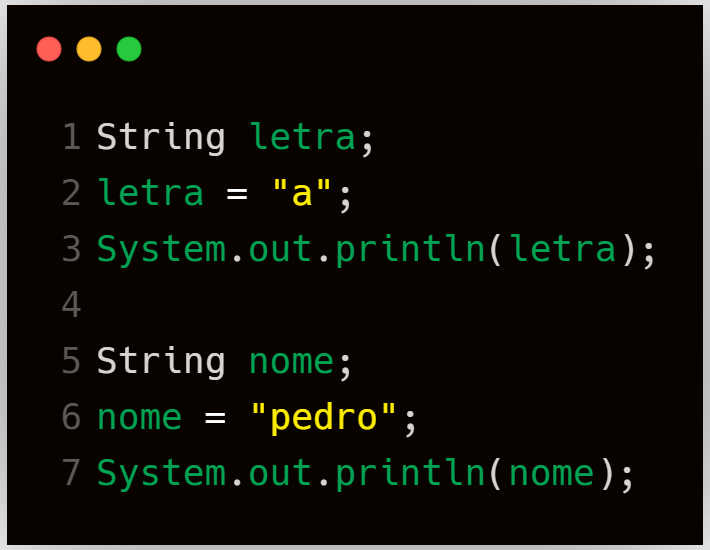 1 String letra;
2 letra = "a";
3 System.out.println(letra);
4
5 String nome;
6 nome = "pedro";
7 System.out.println(nome);